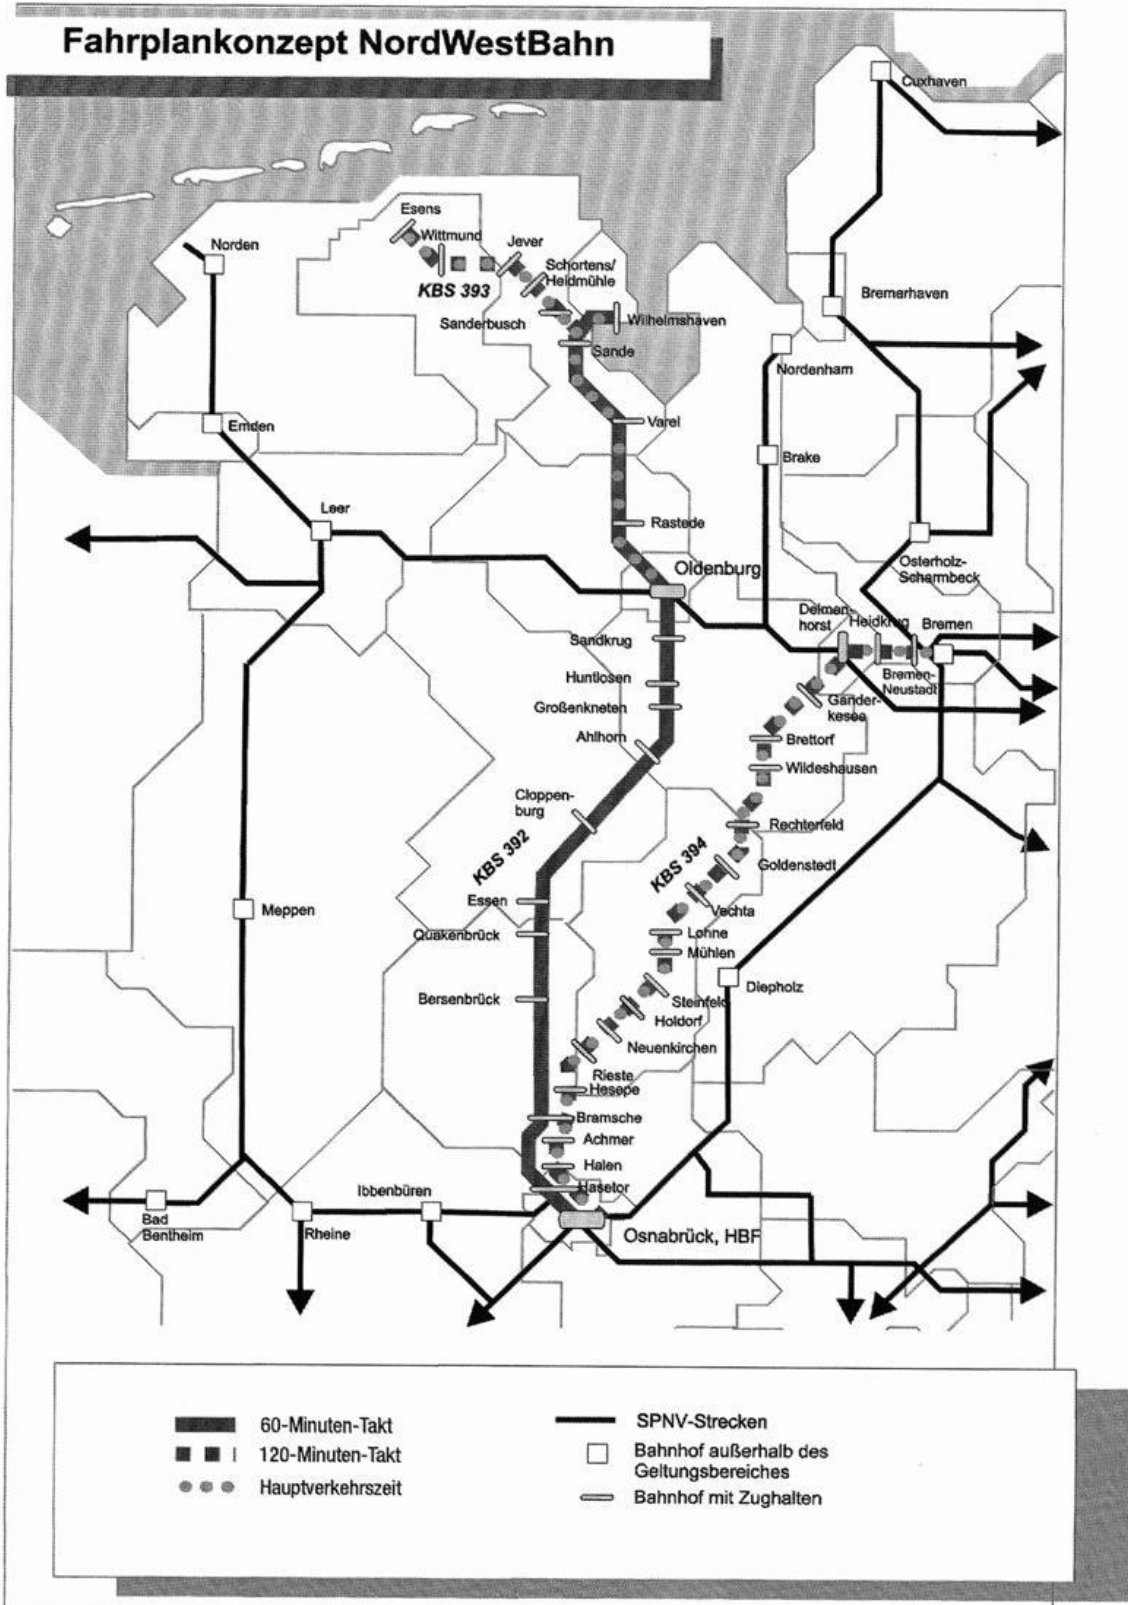 Fahrplankonzept NordWestBahn
Cuxhaven
Esens
Wittmund
Norden
Jever
Schortens/
Heidmühle
KBS 393
Bremerhaven
Sanderbusch
Wilhelmshaven
Sande
Nordenham
Emden
Varel
Brake
Leer
Rastede
Osterholz-
Scharmbeck
Oldenburg
Delmen-
horst
Heidkrug
Bremen
Sandkrug
Bremen-
Neustadt
Huntlosen
Großenkneten
Gander-
kesee
Ahlhorn
Brettorf
Wildeshausen
Cloppen-
burg
Rechterfeld
KBS 392
KBS 394
Goldenstedt
Essen
Vechta
Meppen
Quakenbrück
Lohne
Mühlen
Bersenbrück
Diepholz
Steinfeld
Holdorf
Neuenkirchen
Rieste
Hesepe
Bramsche
Achmer
Halen
Hasetor
Ibbenbüren
Bad
Bentheim
Rheine
Osnabrück, HBF
60-Minuten-Takt
120-Minuten-Takt
Hauptverkehrszeit
SPNV-Strecken
Bahnhof außerhalb des
Geltungsbereiches
Bahnhof mit Zughalten